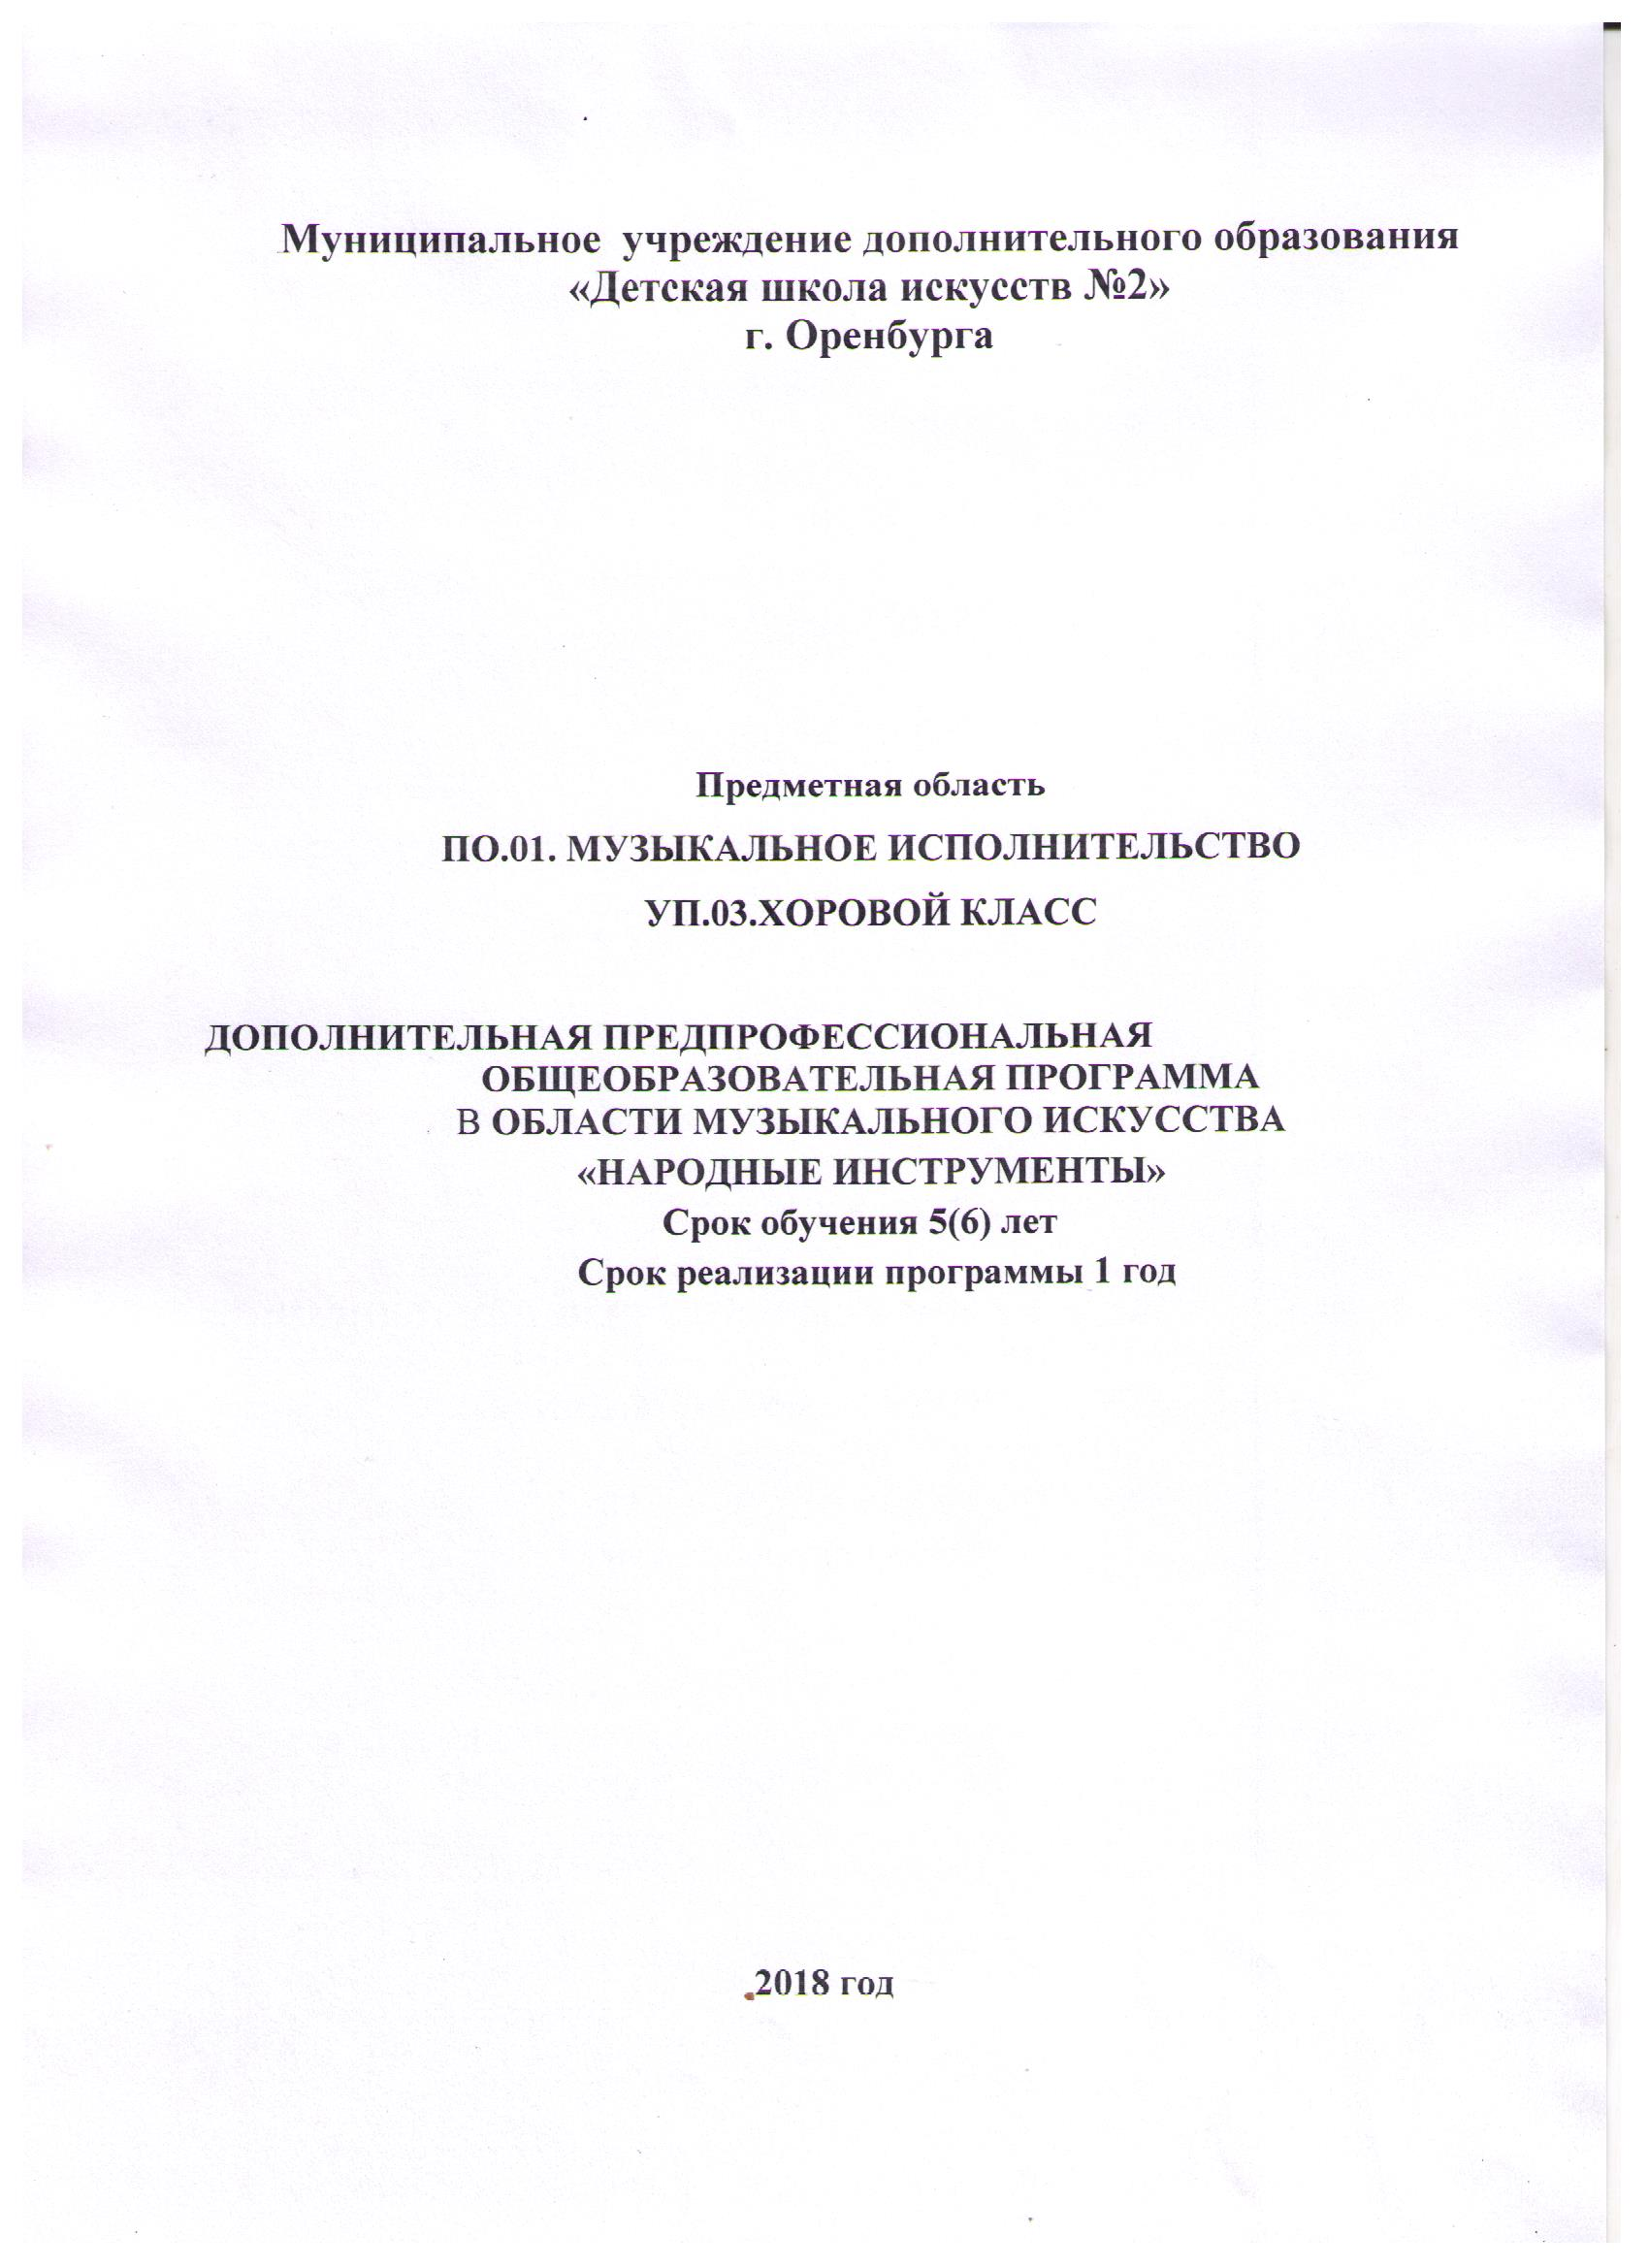 Муниципальное учреждение дополнительного образования
«Детская школа искусств №2»
г. Оренбурга
Предметная область
ПО.01. МУЗЫКАЛЬНОЕ ИСПОЛНИТЕЛЬСТВО
УП.03.ХОРОВОЙ КЛАСС
ДОПОЛНИТЕЛЬНАЯ ПРЕДПРОФЕССИОНАЛЬНАЯ
ОБЩЕОБРАЗОВАТЕЛЬНАЯ ПРОГРАММА
В ОБЛАСТИ МУЗЫКАЛЬНОГО ИСКУССТВА
«НАРОДНЫЕ ИНСТРУМЕНТЫ»
Срок обучения 5(6) лет
Срок реализации программы 1 год
2018 год